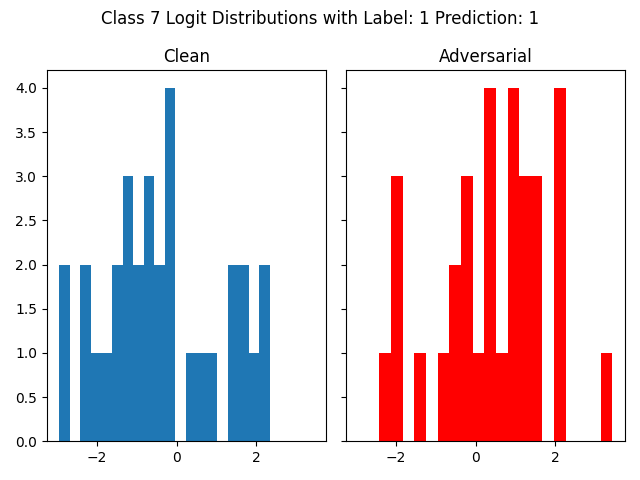 Class 7 Logit Distributions with Label: 1 Prediction: 1
Clean
Adversarial
4.0
3.5
3.0
2.5
2.0
1.5
1.0
0.5
0.0
−2 0 2
−2 0 2